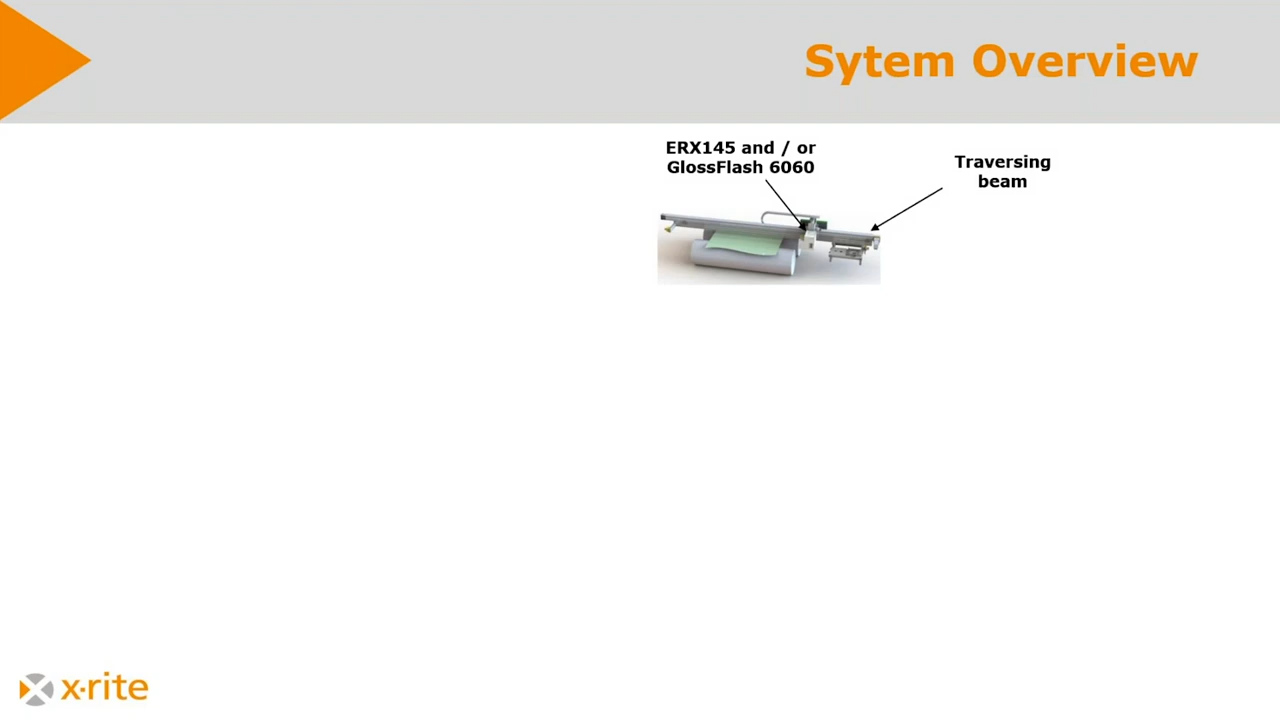 Sytem Overview
ERX145 and / or
GlossFlash 6060
Traversing
beam
x·rite